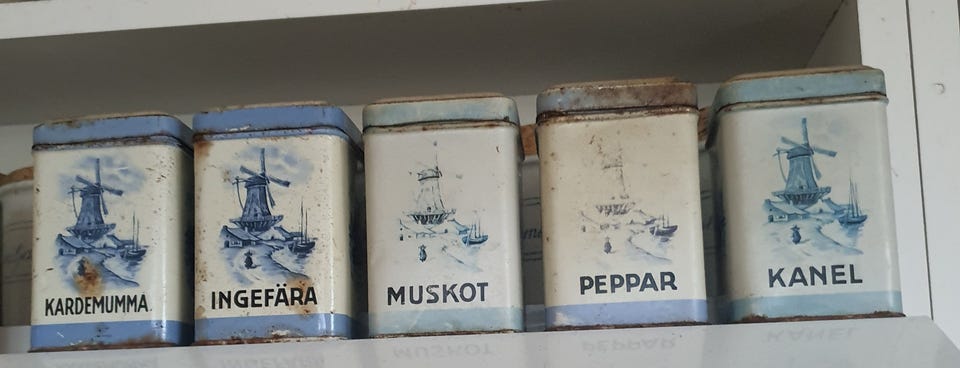 KARDEMUMMA.
INGEFÄRA
MUSKOT
PEPPAR
KANEL